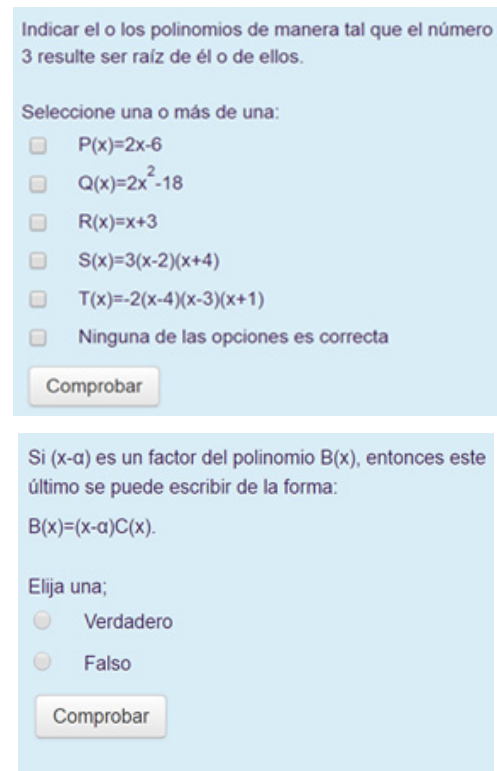 Indicar el o los polinomios de manera tal que el número
3 resulte ser raíz de él o de ellos.
Seleccione una o más de una:
P(x)=2x-6
Q(x)=2x²-18
R(x)=x+3
S(x)=3(x-2)(x+4)
T(x)=-2(x-4)(x-3)(x+1)
Ninguna de las opciones es correcta
Comprobar
Si (x-α) es un factor del polinomio B(x), entonces este
último se puede escribir de la forma:
B(x)=(x-α)C(x).
Elija una;
Verdadero
Falso
Comprobar